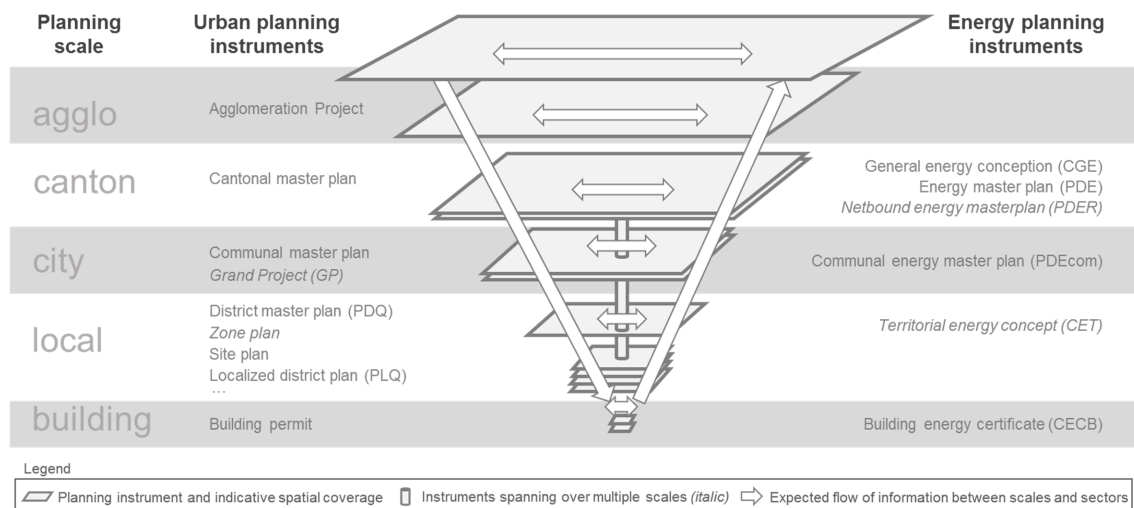 Planning scale
Urban planning instruments
Energy planning instruments
agglo
Agglomeration Project
canton
Cantonal master plan
General energy conception (CGE)
Energy master plan (PDE)
Netbound energy masterplan (PDER)
city
Communal master plan
Grand Project (GP)
Communal energy master plan (PDEcom)
local
District master plan (PDQ)
Zone plan
Site plan
Localized district plan (PLQ)
...
Territorial energy concept (CET)
building
Building permit
Building energy certificate (CECB)
Legend
Planning instrument and indicative spatial coverage
Instruments spanning over multiple scales (italic)
Expected flow of information between scales and sectors